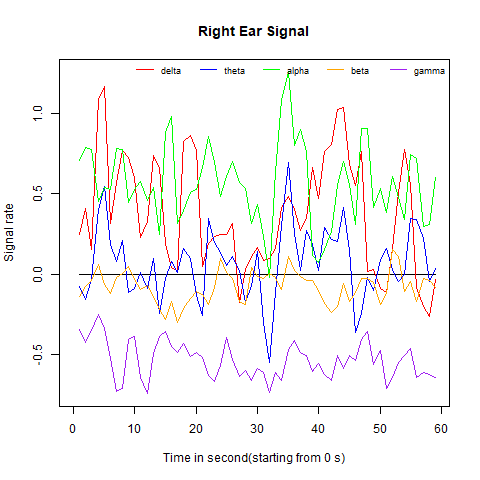 Right Ear Signal
delta theta alpha beta gamma
Signal rate
1.0
0.5
0.0
-0.5
0 10 20 30 40 50 60
Time in second(starting from 0 s)